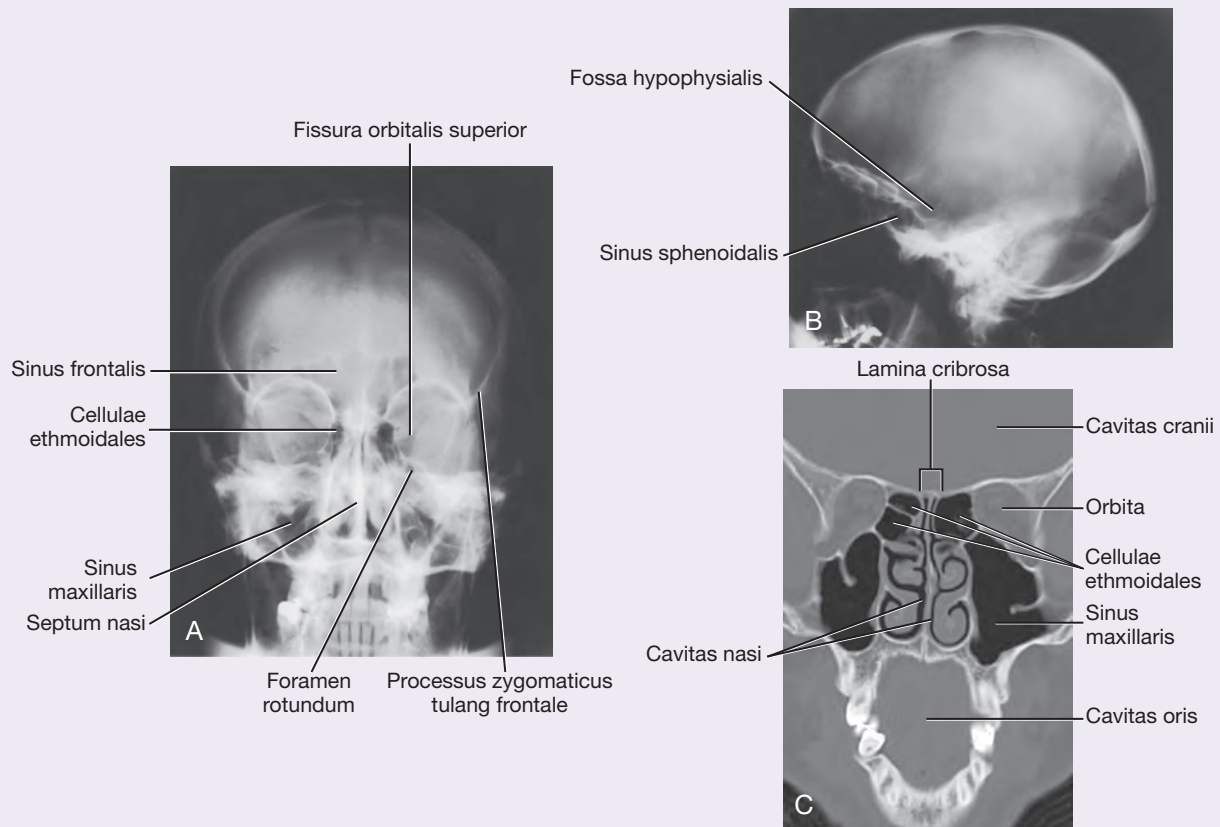 Fissura orbitalis superior
Sinus frontalis
Cellulae
ethmoidales
Sinus
maxillaris
Septum nasi
A
Foramen
rotundum
Processus zygomaticus
tulang frontale
Fossa hypophysialis
Sinus sphenoidalis
B
Lamina cribrosa
Cavitas cranii
Orbita
Cellulae
ethmoidales
Sinus
maxillaris
Cavitas nasi
Cavitas oris
C